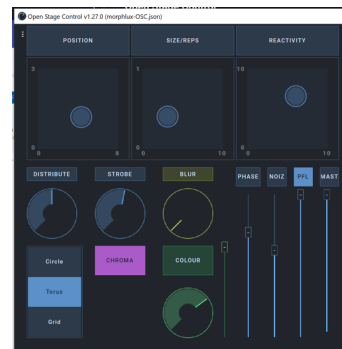 Open Stage Control v1.27.0 (morphlux-OSC.json)
POSITION SIZE/REPS REACTIVITY
3 1 10
0 0 0
0 8 0 10 0 10
DISTRIBUTE STROBE BLUR PHASE NOIZ PFL MAST
Circle CHROMA COLOUR
Torus
Grid